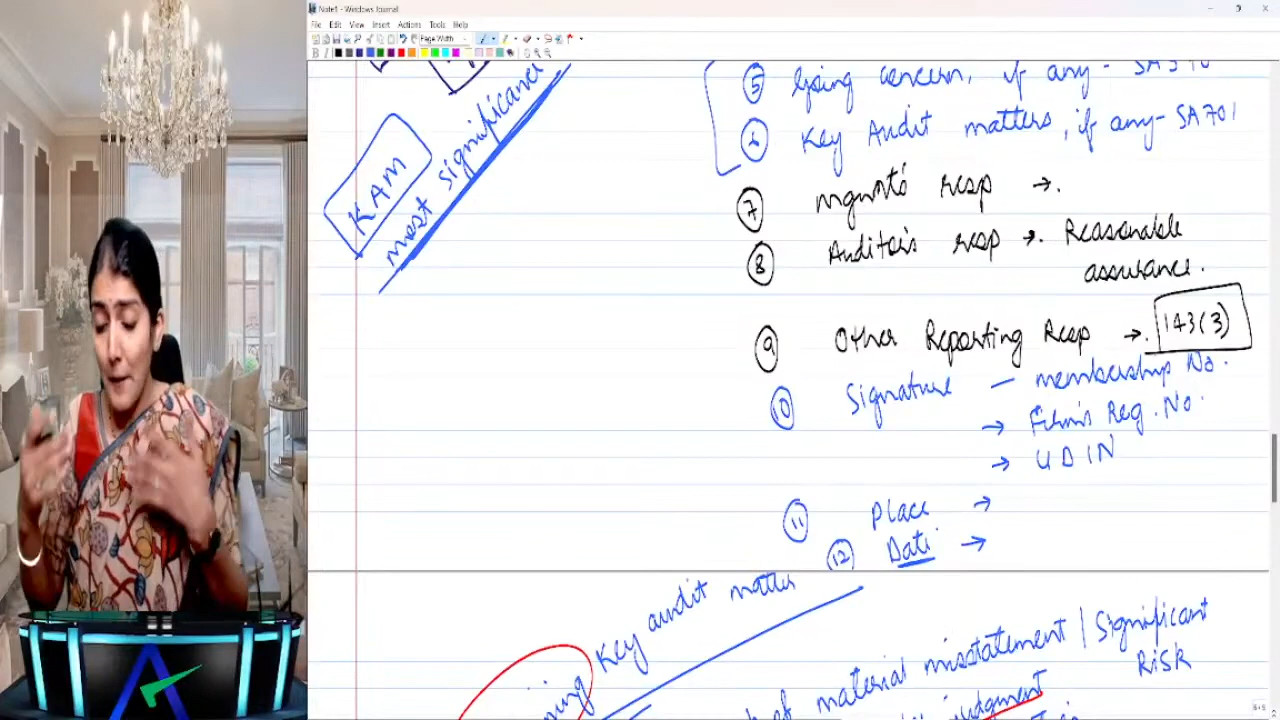 Note1 - Windows Journal
File Edit View Insert Actions Tools Help
Page Width
KAM
most significance
5 Going concern, if any - SA 570
6 Key Audit matters, if any - SA 701
7 mgmt's resp →.
8 Auditor's resp →. Reasonable
assurance.
9 Other Reporting Resp →. 143(3)
10 Signature — membership No.
→ Firm's Reg. No.
→ UDIN
11 Place →
12 Date →
Key audit matter
of material misstatement | Significant
RISK
judgment